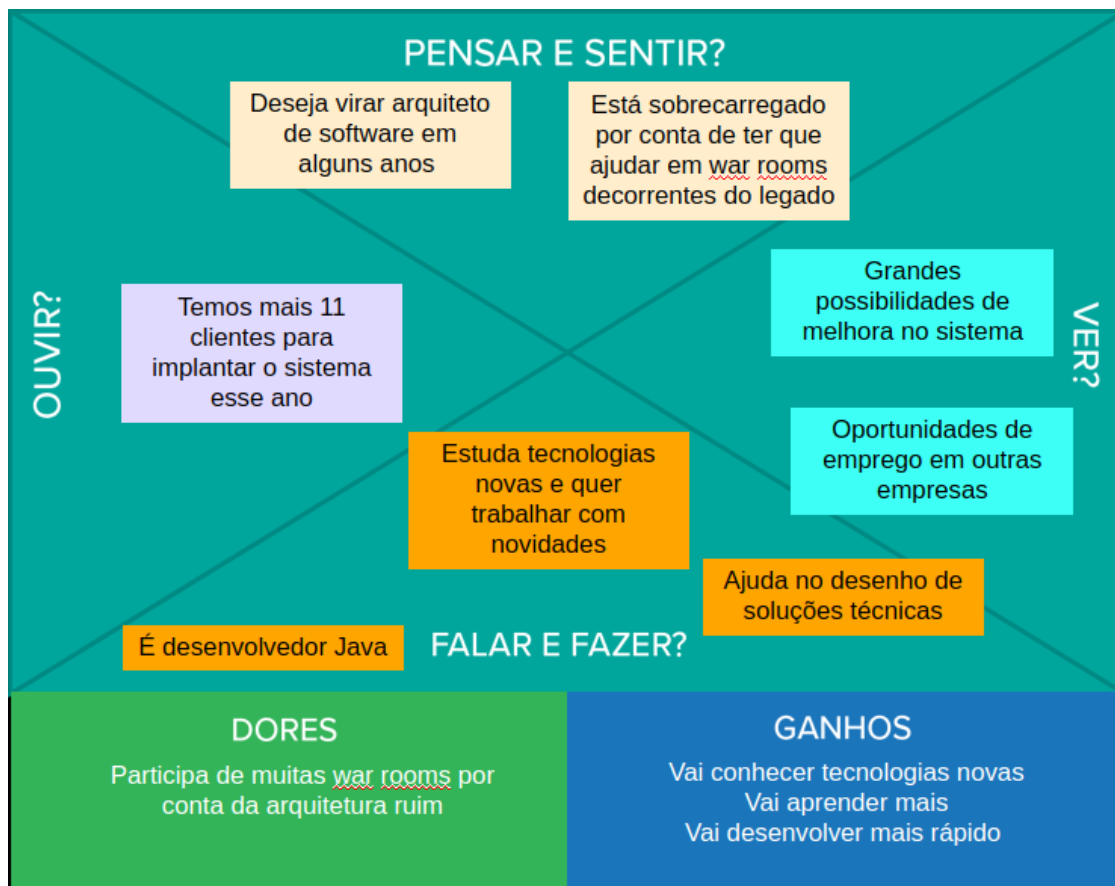 PENSAR E SENTIR?
Deseja virar arquiteto
de software em
alguns anos
Está sobrecarregado
por conta de ter que
ajudar em war rooms
decorrentes do legado
OUVIR?
Temos mais 11
clientes para
implantar o sistema
esse ano
Grandes
possibilidades de
melhora no sistema
VER?
Oportunidades de
emprego em outras
empresas
Estuda tecnologias
novas e quer
trabalhar com
novidades
Ajuda no desenho de
soluções técnicas
É desenvolvedor Java
FALAR E FAZER?
DORES
Participa de muitas war rooms por
conta da arquitetura ruim
GANHOS
Vai conhecer tecnologias novas
Vai aprender mais
Vai desenvolver mais rápido